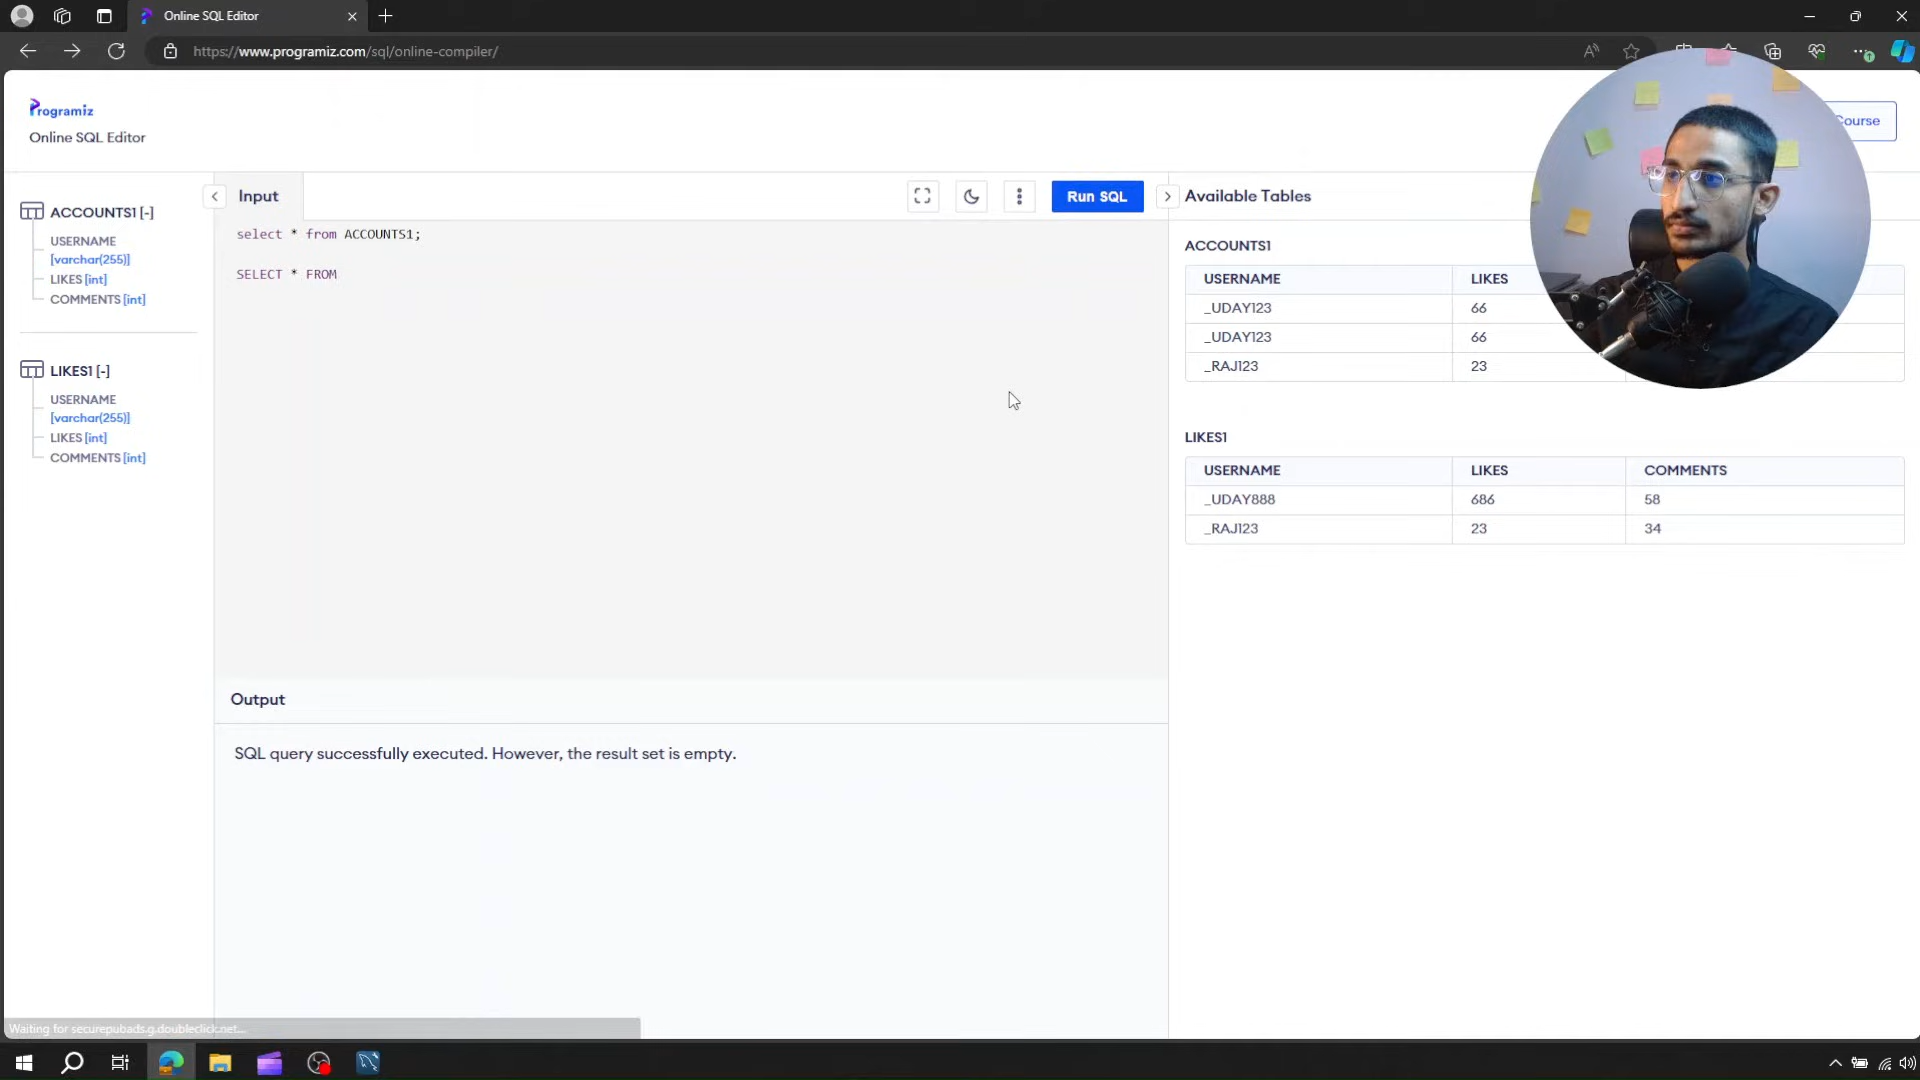 Online SQL Editor
https://www.programiz.com/sql/online-compiler/
Programiz
Online SQL Editor
Course
ACCOUNTS1 [-]
USERNAME
[varchar(255)]
LIKES [int]
COMMENTS [int]
LIKES1 [-]
USERNAME
[varchar(255)]
LIKES [int]
COMMENTS [int]
Input
Run SQL
select * from ACCOUNTS1;
SELECT * FROM
Output
SQL query successfully executed. However, the result set is empty.
Available Tables
ACCOUNTS1
USERNAME LIKES
_UDAY123 66
_UDAY123 66
_RAJ123 23
LIKES1
USERNAME LIKES COMMENTS
_UDAY888 686 58
_RAJ123 23 34
Waiting for securepubads.g.doubleclick.net...